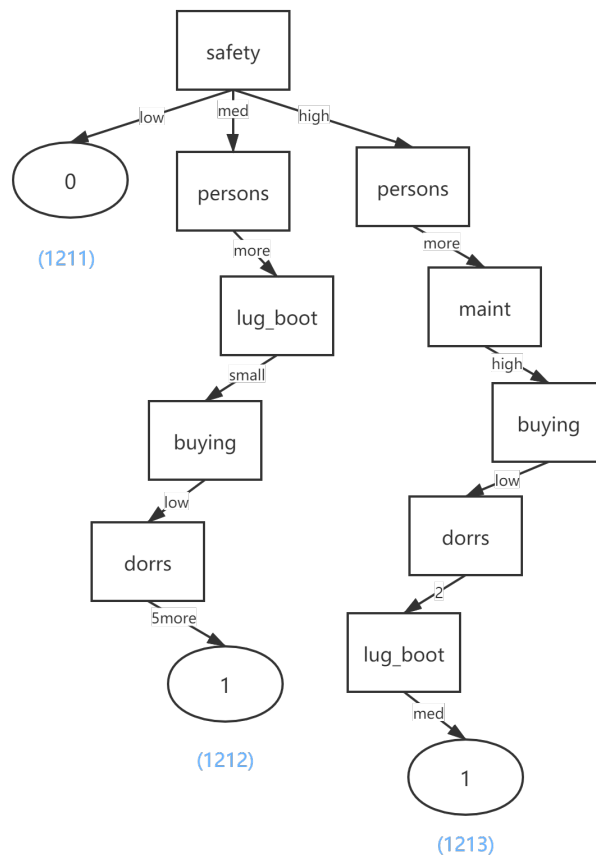 safety
low
med
high
0
persons
persons
(1211)
more
more
lug_boot
maint
small
high
buying
buying
low
low
dorrs
dorrs
5more
2
1
lug_boot
(1212)
med
1
(1213)